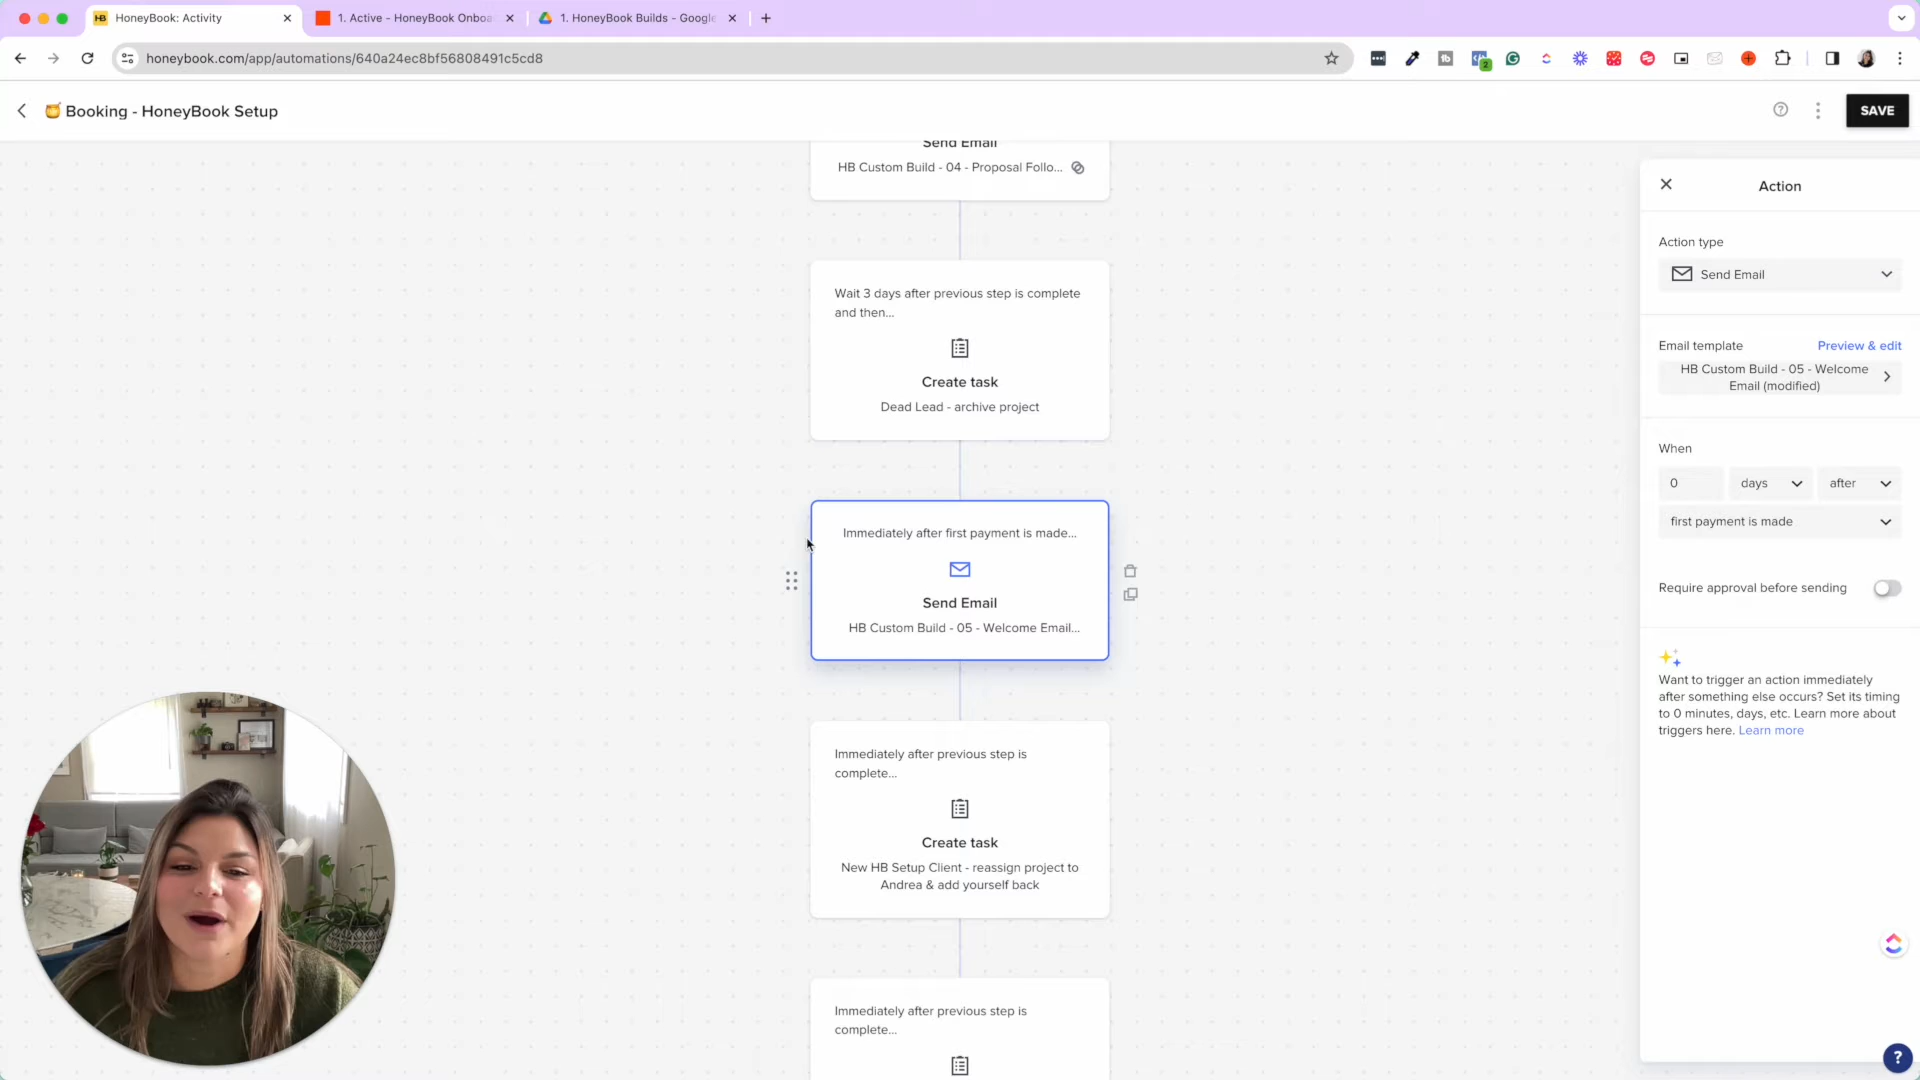 HB HoneyBook: Activity
1. Active - HoneyBook Onboa
1. HoneyBook Builds - Google
honeybook.com/app/automations/640a24ec8bf56808491c5cd8
Booking - HoneyBook Setup
SAVE
Send Email
HB Custom Build - 04 - Proposal Follo...
Wait 3 days after previous step is complete
and then...
Create task
Dead Lead - archive project
Immediately after first payment is made...
Send Email
HB Custom Build - 05 - Welcome Email...
Immediately after previous step is
complete...
Create task
New HB Setup Client - reassign project to
Andrea & add yourself back
Immediately after previous step is
complete...
Action
Action type
Send Email
Email template
Preview & edit
HB Custom Build - 05 - Welcome
Email (modified)
When
0
days
after
first payment is made
Require approval before sending
Want to trigger an action immediately
after something else occurs? Set its timing
to 0 minutes, days, etc. Learn more about
triggers here. Learn more
?